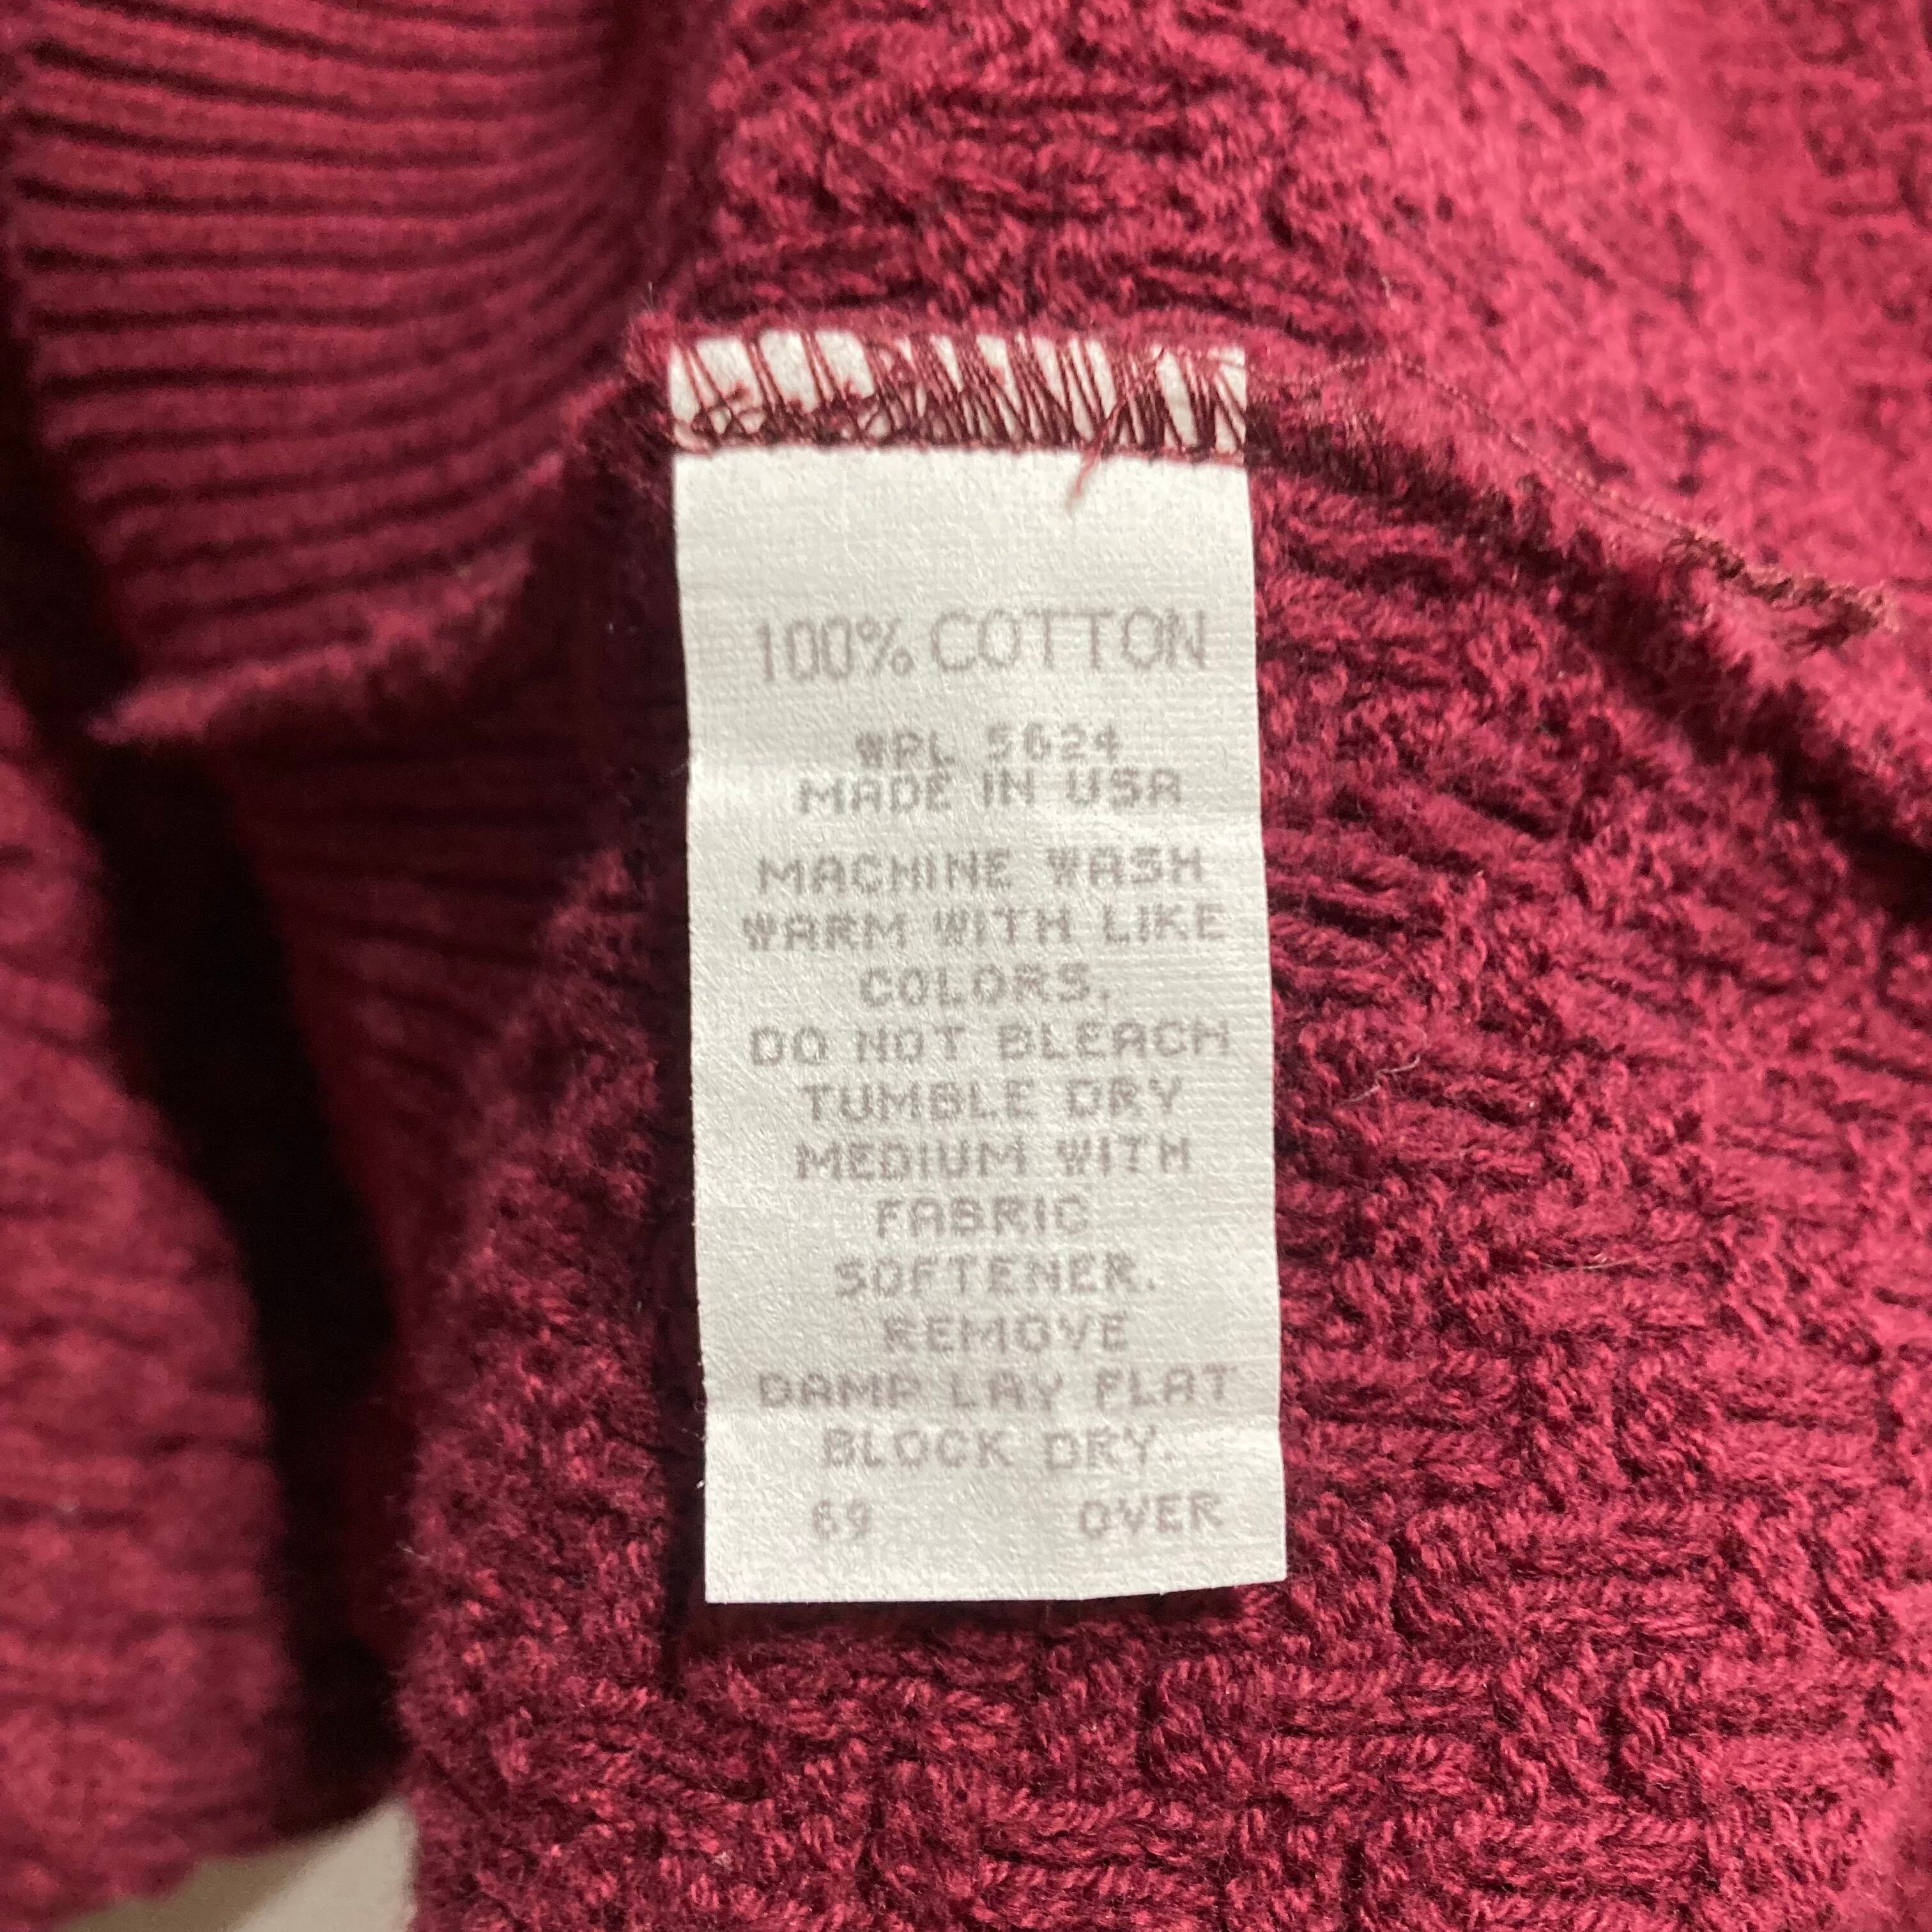 100% COTTON
WPL 5624
MADE IN USA
MACHINE WASH
WARM WITH LIKE
COLORS.
DO NOT BLEACH
TUMBLE DRY
MEDIUM WITH
FABRIC
SOFTENER.
REMOVE
DAMP LAY FLAT
BLOCK DRY.
69 OVER